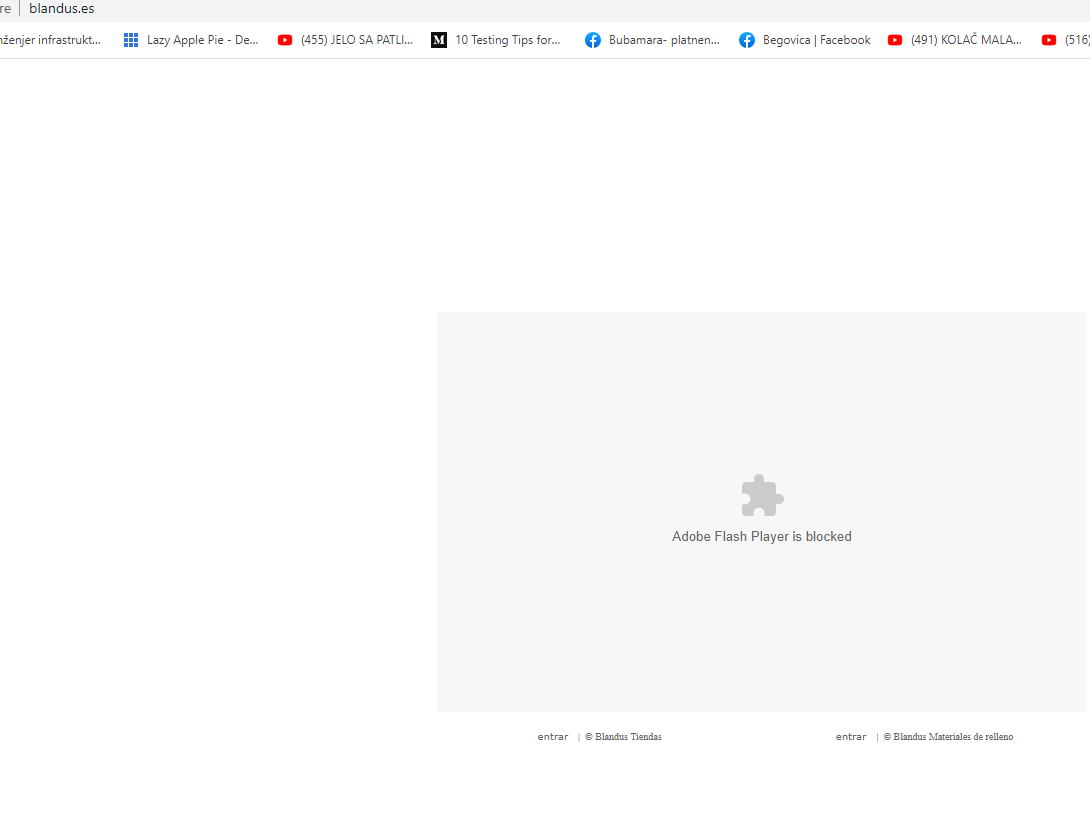 re | blandus.es
nženjer infrastrukt... Lazy Apple Pie - De... (455) JELO SA PATLI... M 10 Testing Tips for... Bubamara- platnen... Begovica | Facebook (491) KOLAČ MALA... (516)
Adobe Flash Player is blocked
entrar | © Blandus Tiendas entrar | © Blandus Materiales de relleno